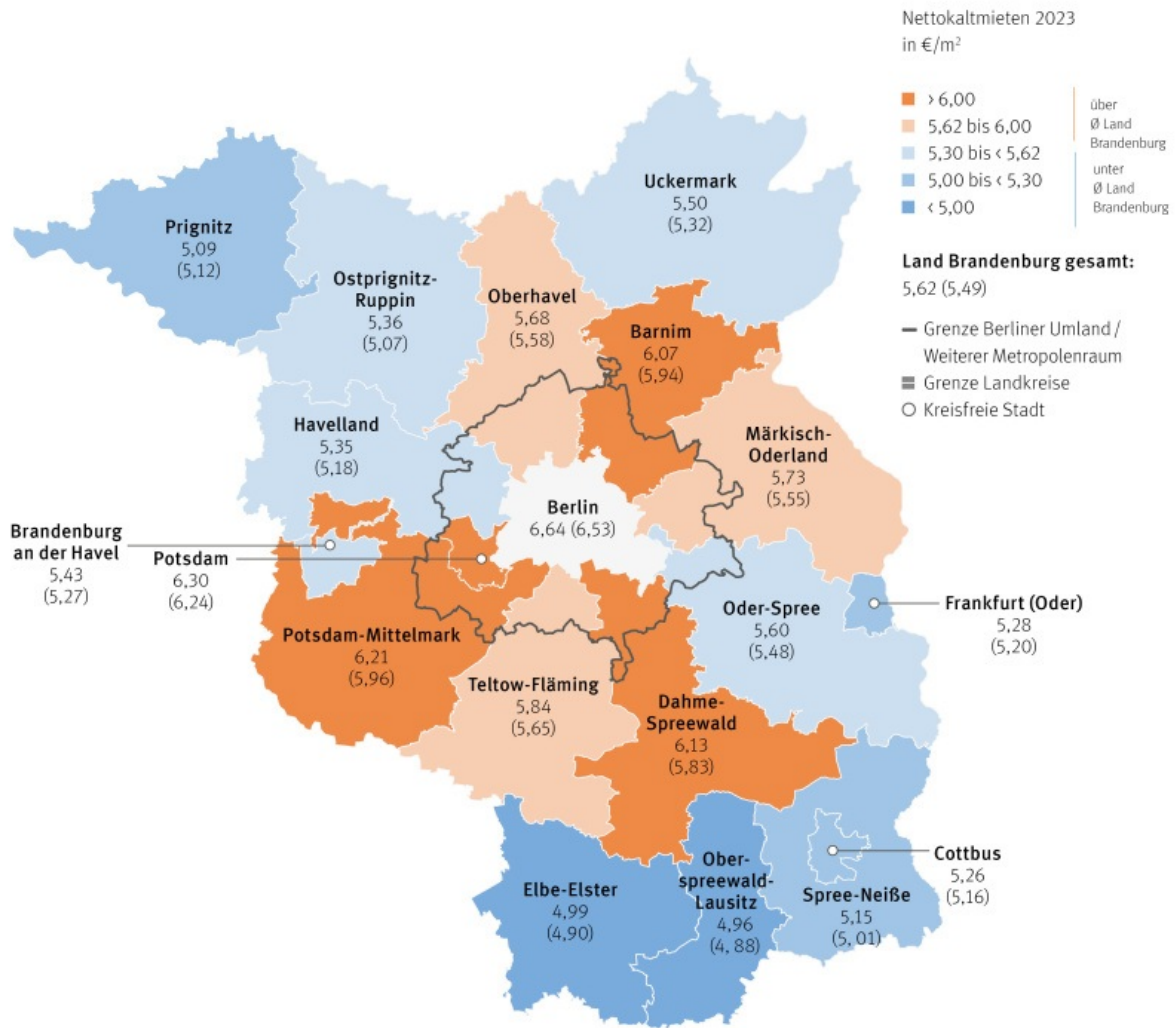 Nettokaltmieten 2023
in €/m²
› 6,00
5,62 bis 6,00
5,30 bis ‹ 5,62
5,00 bis ‹ 5,30
‹ 5,00
über
Ø Land
Brandenburg
unter
Ø Land
Brandenburg
Land Brandenburg gesamt:
5,62 (5,49)
Grenze Berliner Umland /
Weiterer Metropolenraum
Grenze Landkreise
Kreisfreie Stadt
Prignitz
5,09
(5,12)
Ostprignitz-
Ruppin
5,36
(5,07)
Uckermark
5,50
(5,32)
Oberhavel
5,68
(5,58)
Barnim
6,07
(5,94)
Havelland
5,35
(5,18)
Märkisch-
Oderland
5,73
(5,55)
Berlin
6,64 (6,53)
Brandenburg
an der Havel
5,43
(5,27)
Potsdam
6,30
(6,24)
Potsdam-Mittelmark
6,21
(5,96)
Teltow-Fläming
5,84
(5,65)
Dahme-
Spreewald
6,13
(5,83)
Oder-Spree
5,60
(5,48)
Frankfurt (Oder)
5,28
(5,20)
Elbe-Elster
4,99
(4,90)
Ober-
spreewald-
Lausitz
4,96
(4, 88)
Spree-Neiße
5,15
(5, 01)
Cottbus
5,26
(5,16)